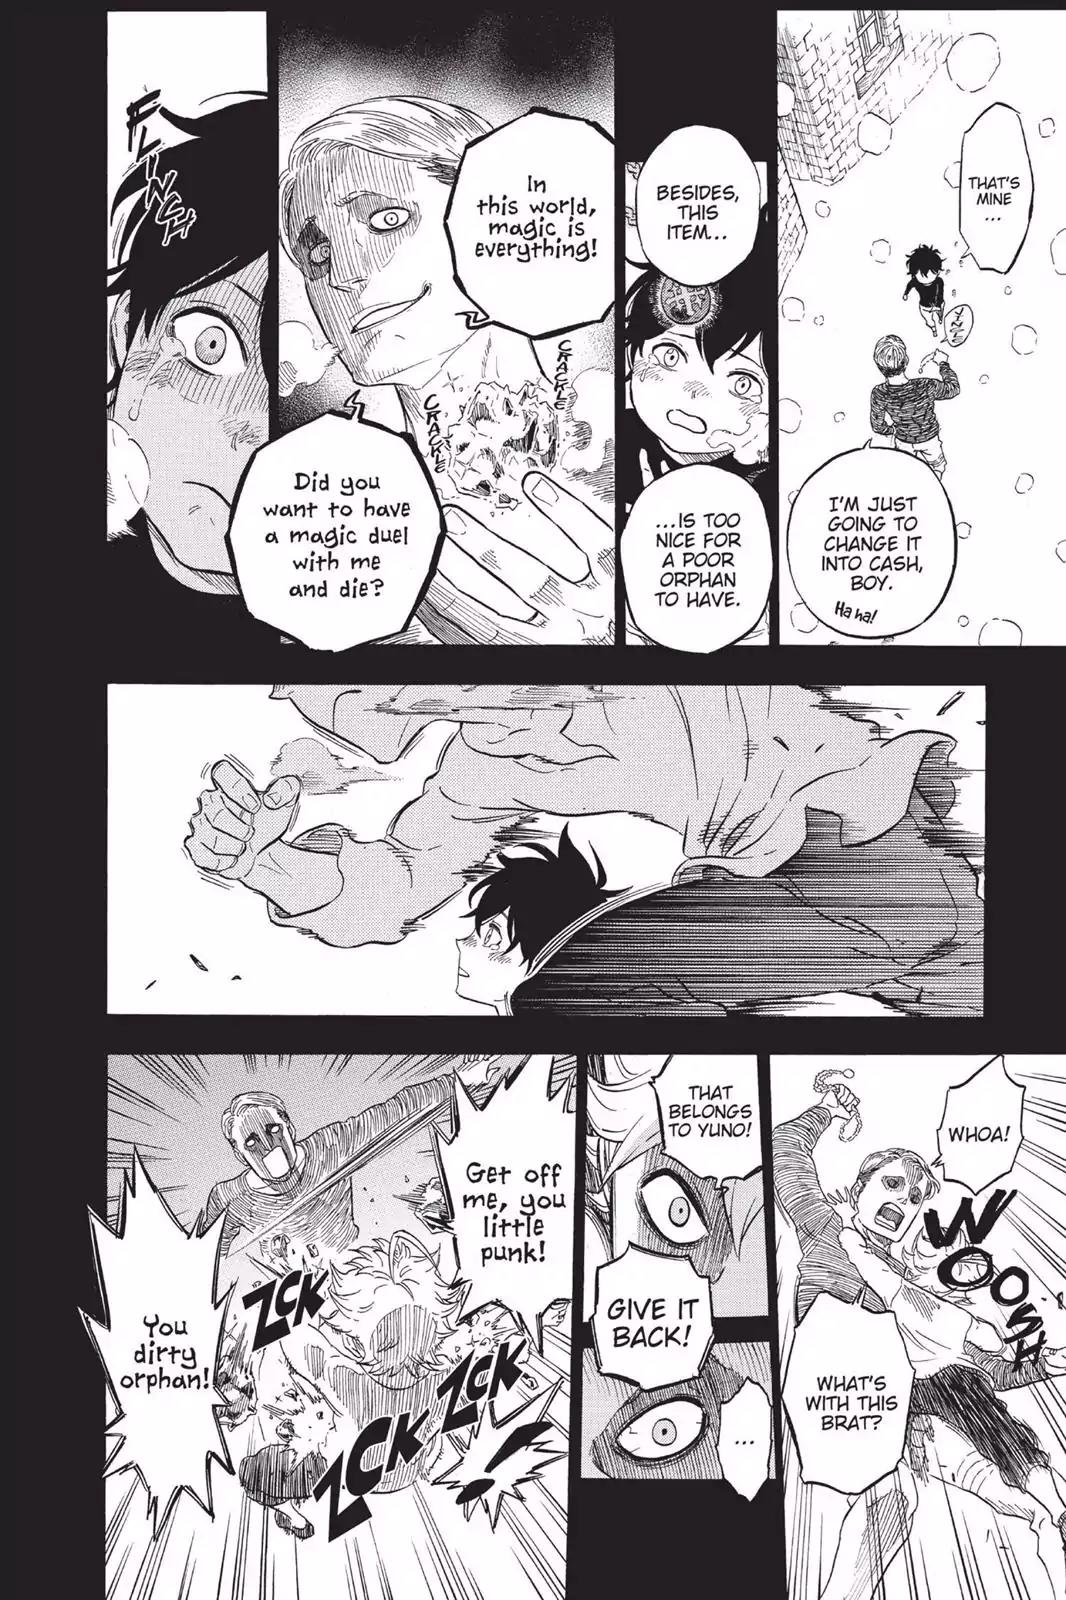 THAT'S
MINE
...
YINZE
I'M JUST
GOING TO
CHANGE IT
INTO CASH,
BOY.
Ha ha!
BESIDES,
THIS
ITEM...
...IS TOO
NICE FOR
A POOR
ORPHAN
TO HAVE.
In
this world,
magic is
everything!
CRACKLE
CRACKLE
Did you
want to have
a magic duel
with me
and die?
FLINCH
WHOA!
WOOOSH
WHAT'S
WITH THIS
BRAT?
THAT
BELONGS
TO YUNO!
GIVE IT
BACK!
...
Get off
me, you
little
punk!
ZCK
ZCK
ZCK
You
dirty
orphan!